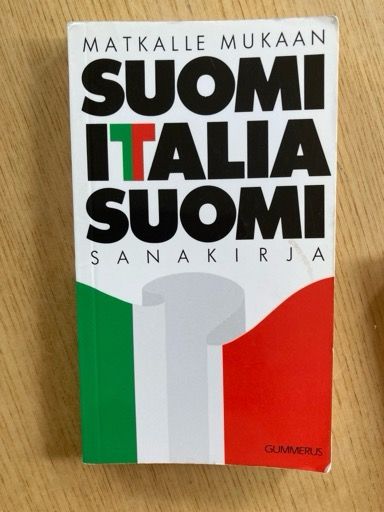 MATKALLE MUKAAN
SUOMI
ITALIA
SUOMI
SANAKIRJA
GUMMERUS